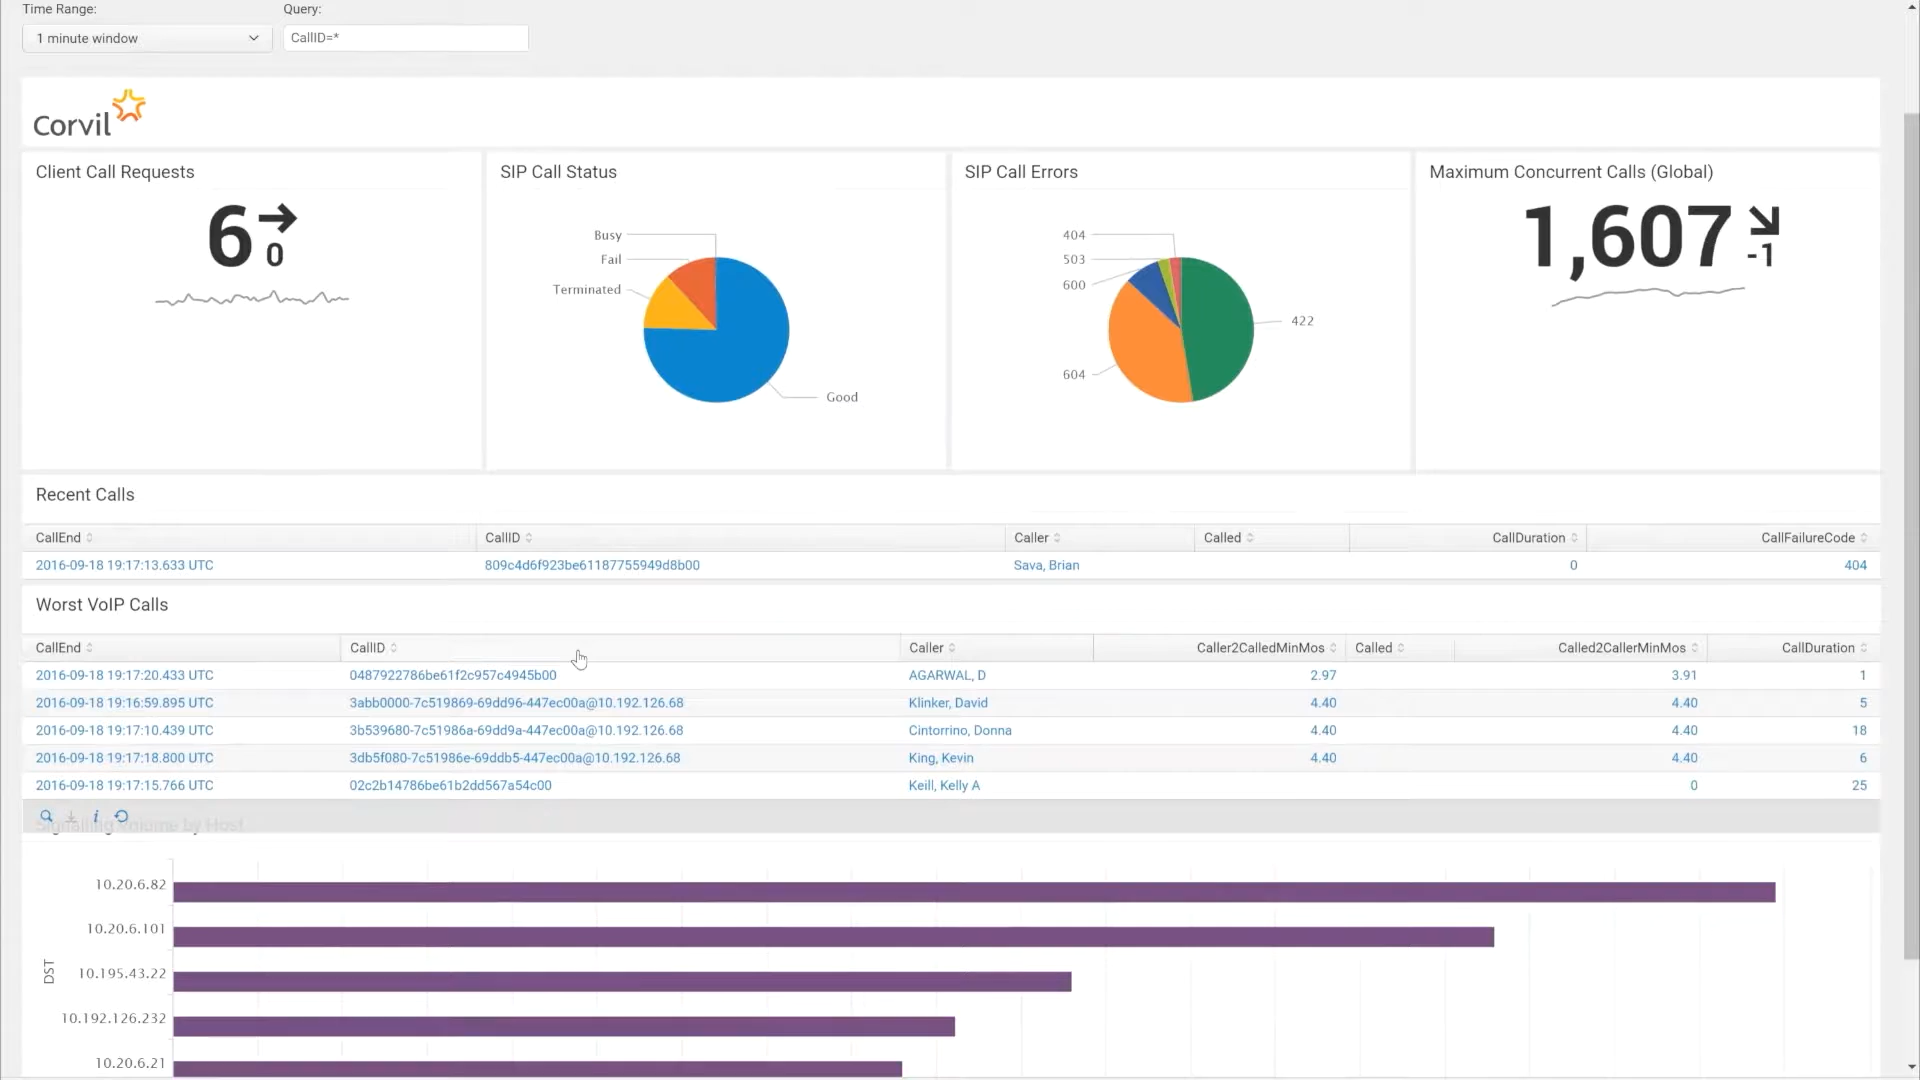 Time Range:
Query:
1 minute window
CallID=*
Corvil
Client Call Requests
SIP Call Status
SIP Call Errors
Maximum Concurrent Calls (Global)
6
0
Busy
Fail
Terminated
Good
404
503
600
604
422
1,607
-1
Recent Calls
CallEnd CallID Caller Called CallDuration CallFailureCode
2016-09-18 19:17:13.633 UTC 809c4d6f923be61187755949d8b00 Sava, Brian 0 404
Worst VoIP Calls
CallEnd CallID Caller Caller2CalledMinMos Called Called2CallerMinMos CallDuration
2016-09-18 19:17:20.433 UTC 0487922786be61f2c957c4945b00 AGARWAL, D 2.97 3.91 1
2016-09-18 19:16:59.895 UTC 3abb0000-7c519869-69dd96-447ec00a@10.192.126.68 Klinker, David 4.40 4.40 5
2016-09-18 19:17:10.439 UTC 3b539680-7c51986a-69dd9a-447ec00a@10.192.126.68 Cintorrino, Donna 4.40 4.40 18
2016-09-18 19:17:18.800 UTC 3db5f080-7c51986e-69ddb5-447ec00a@10.192.126.68 King, Kevin 4.40 4.40 6
2016-09-18 19:17:15.766 UTC 02c2b14786be61b2dd567a54c00 Keill, Kelly A 0 25
Signalling Volume by Host
DST
10.20.6.82
10.20.6.101
10.195.43.22
10.192.126.232
10.20.6.21